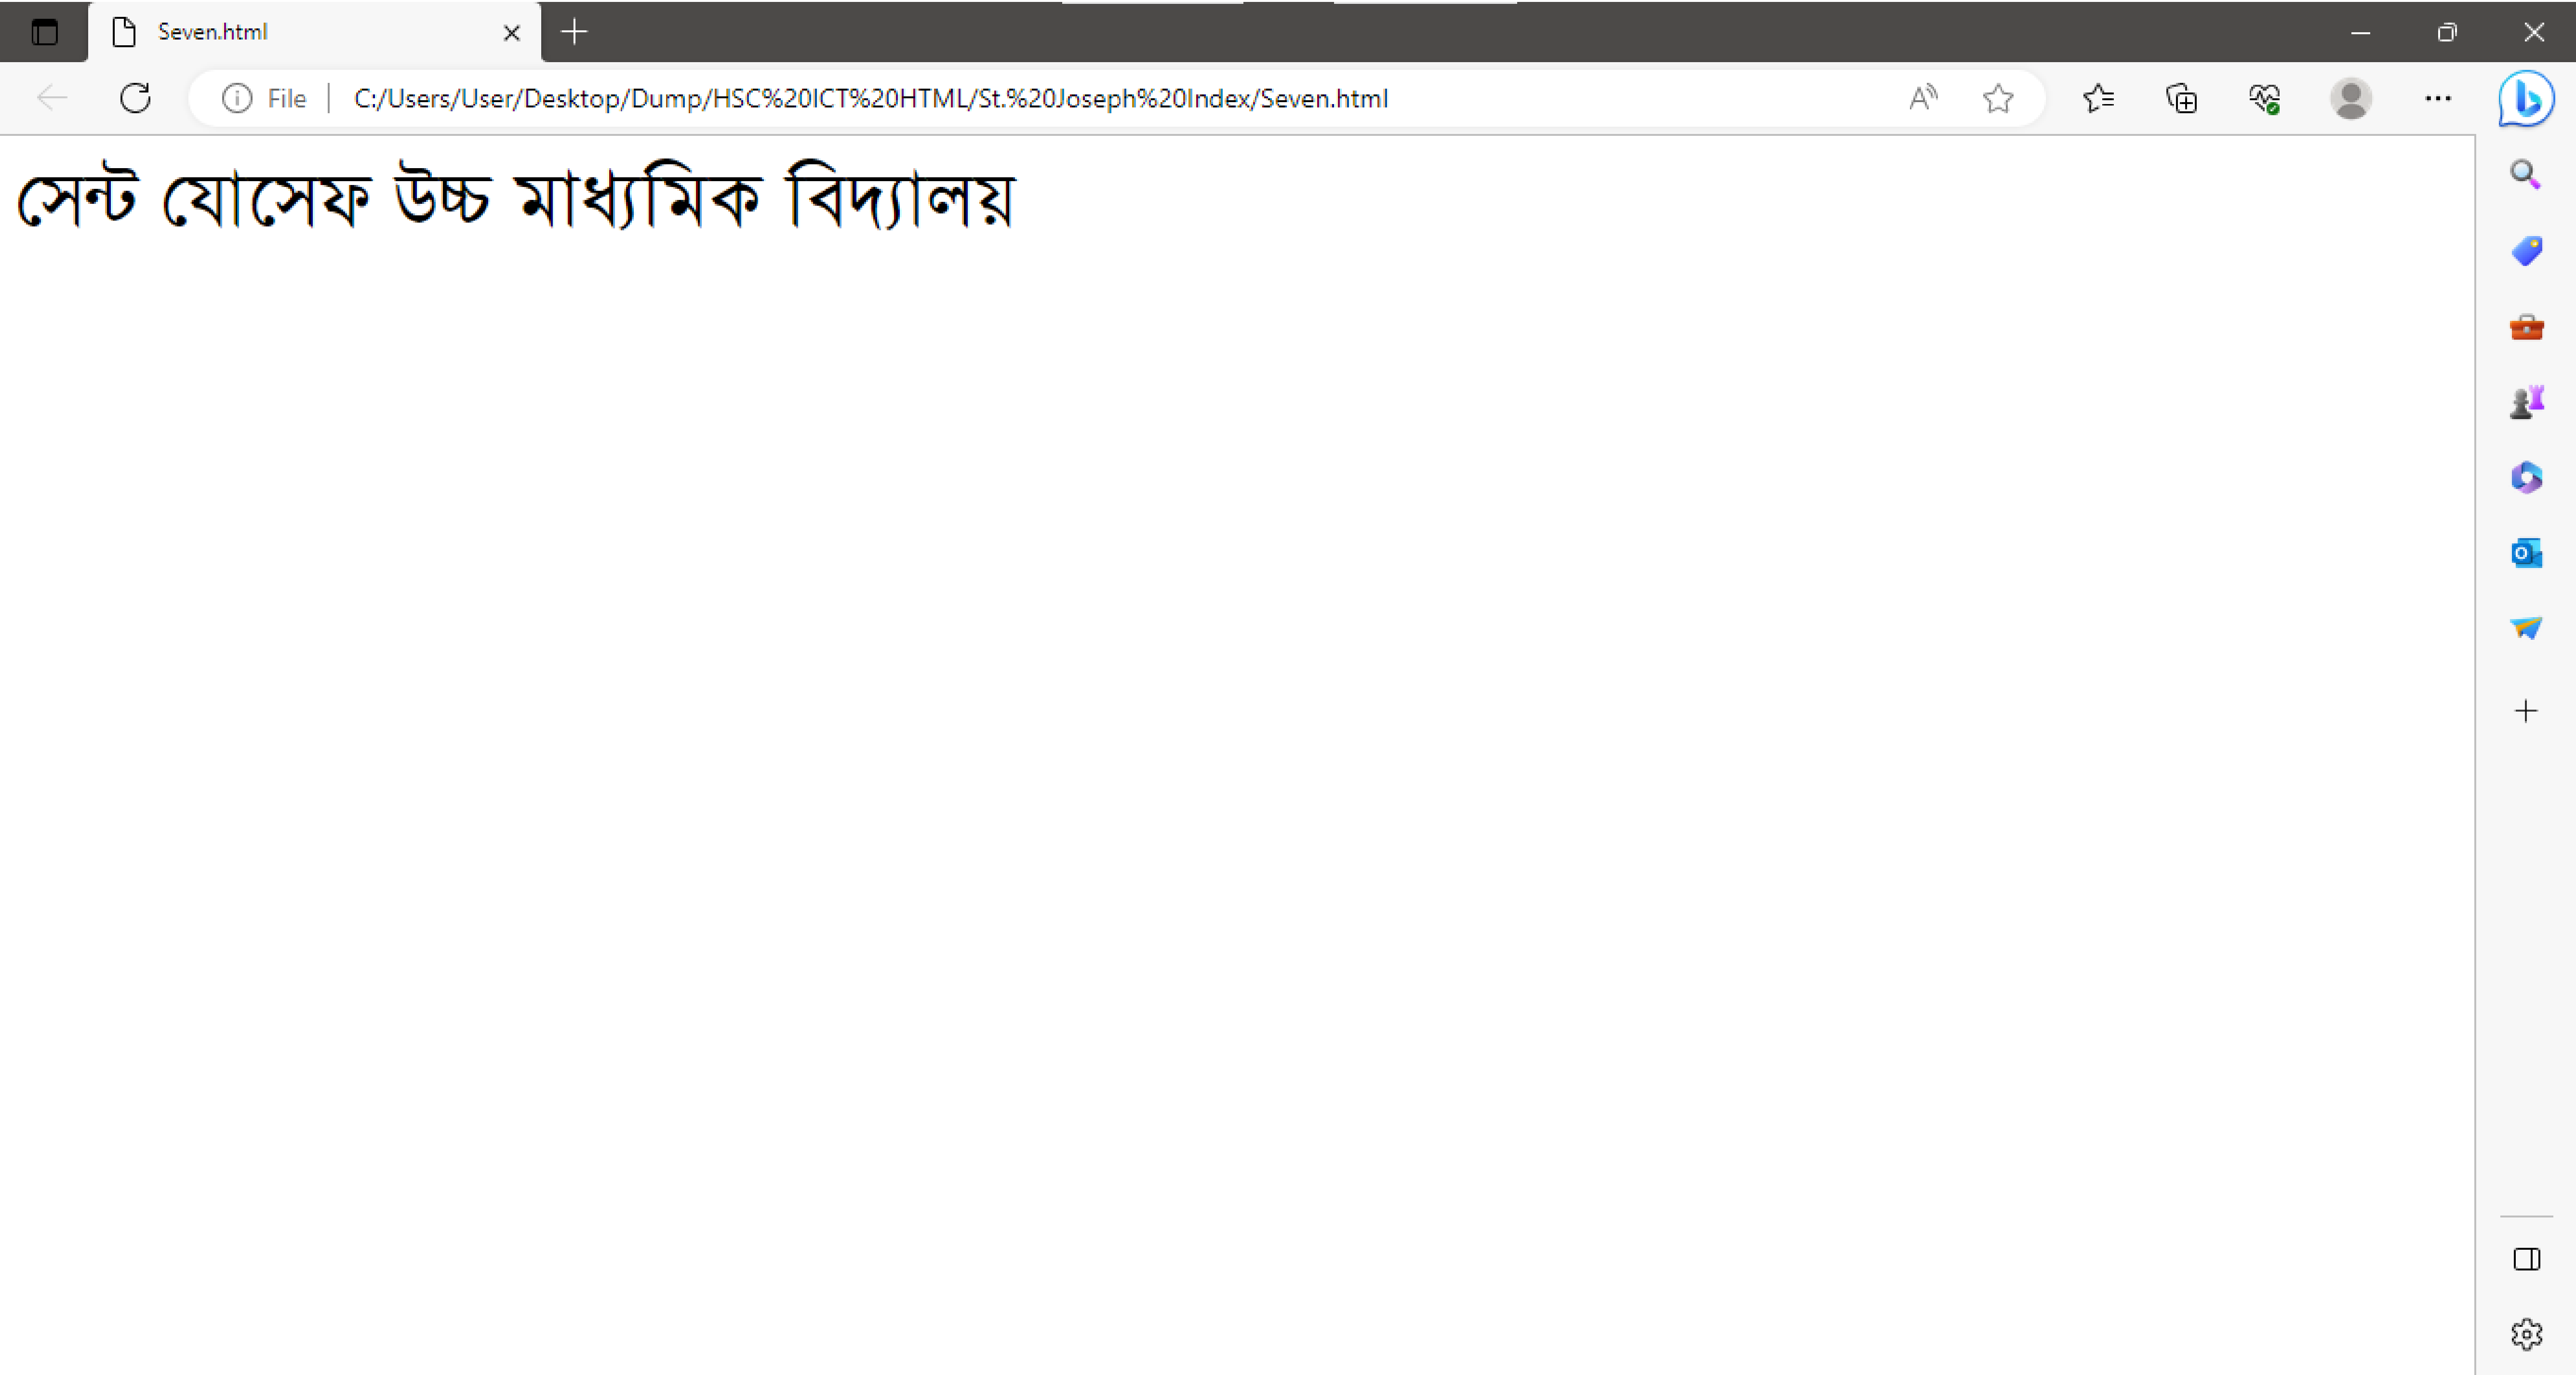 Seven.html
File
C:/Users/User/Desktop/Dump/HSC%20ICT%20HTML/St.%20Joseph%20Index/Seven.html
সেন্ট যোসেফ উচ্চ মাধ্যমিক বিদ্যালয়